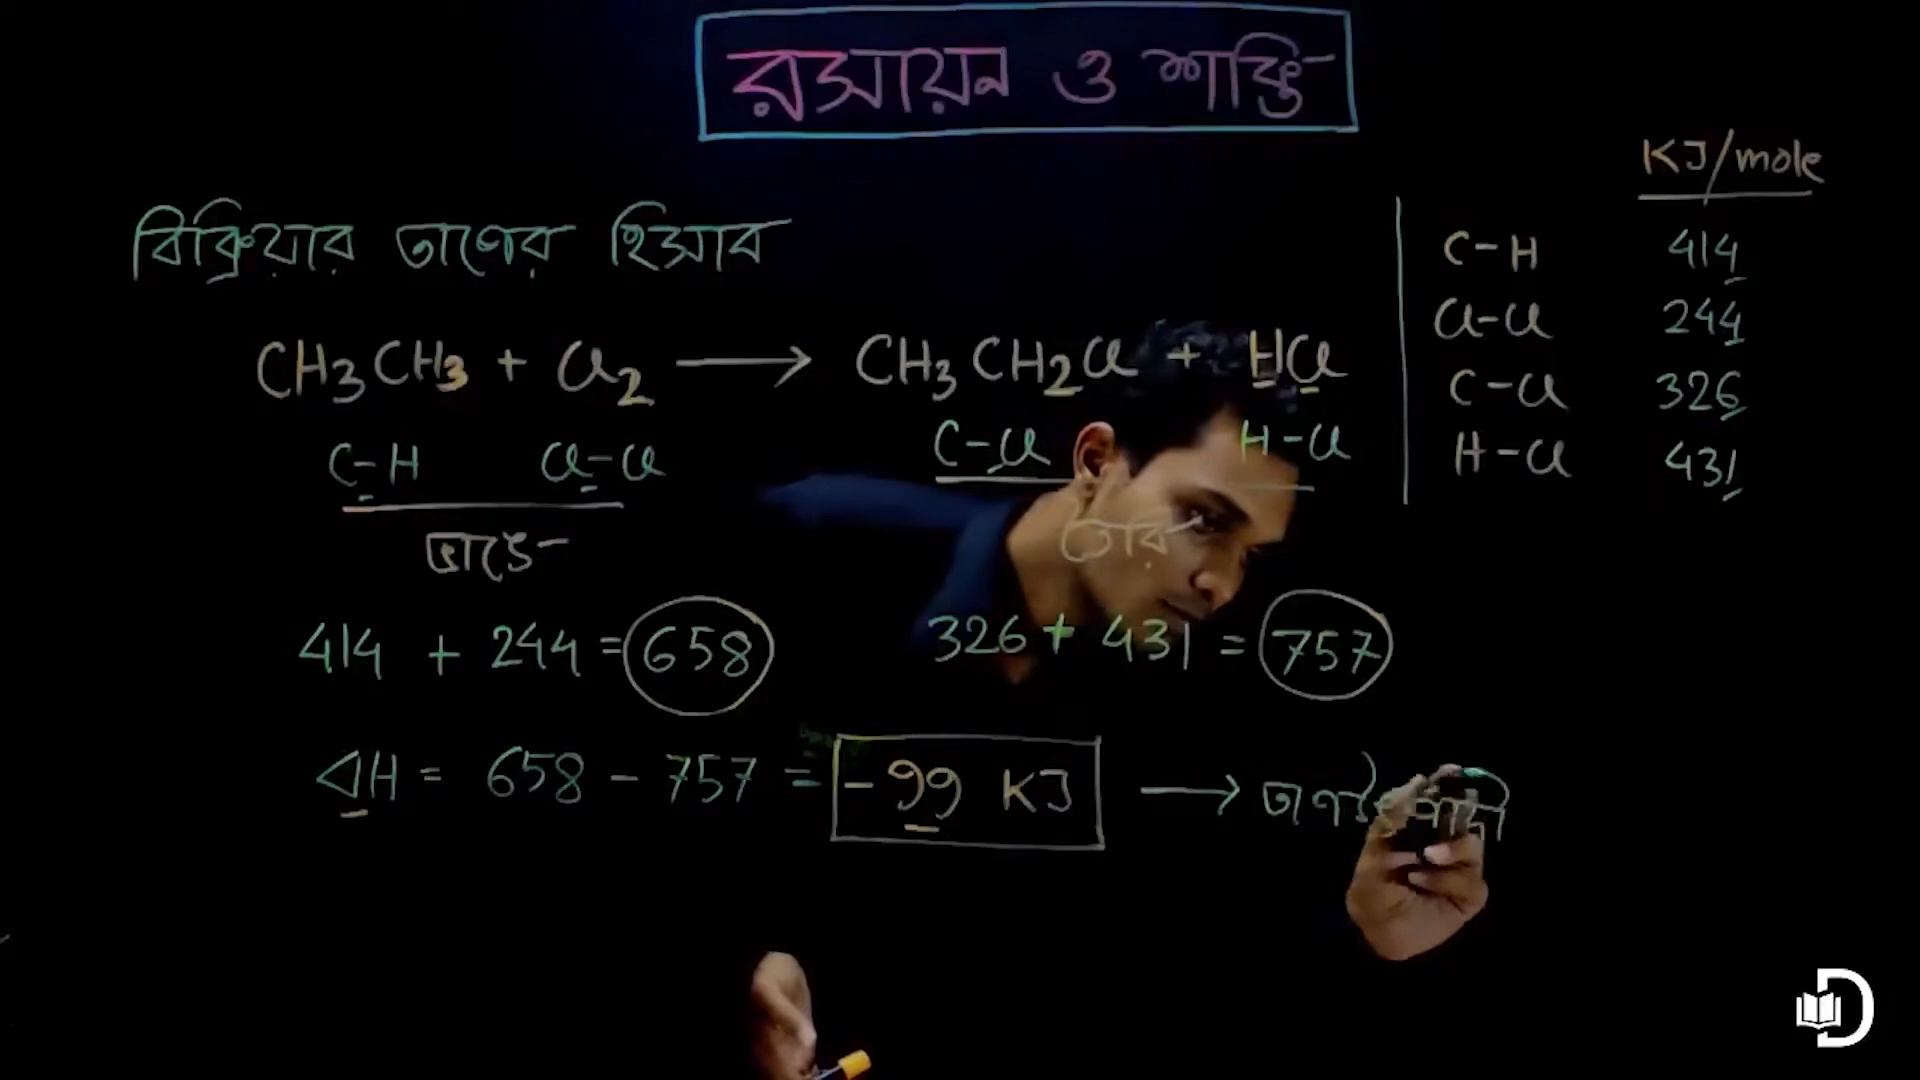 রসায়ন ও শক্তি
KJ/mole
বিক্রিয়ার তাপের হিসাব
C-H 414
Cl-Cl 244
C-Cl 326
H-Cl 431
CH3CH3 + Cl2 ⟶ CH3CH2Cl + HCl
C-H Cl-Cl C-Cl H-Cl
ভাঙে
414 + 244 = 658 326 + 431 = 757
ΔH = 658 - 757 = -99 KJ ⟶